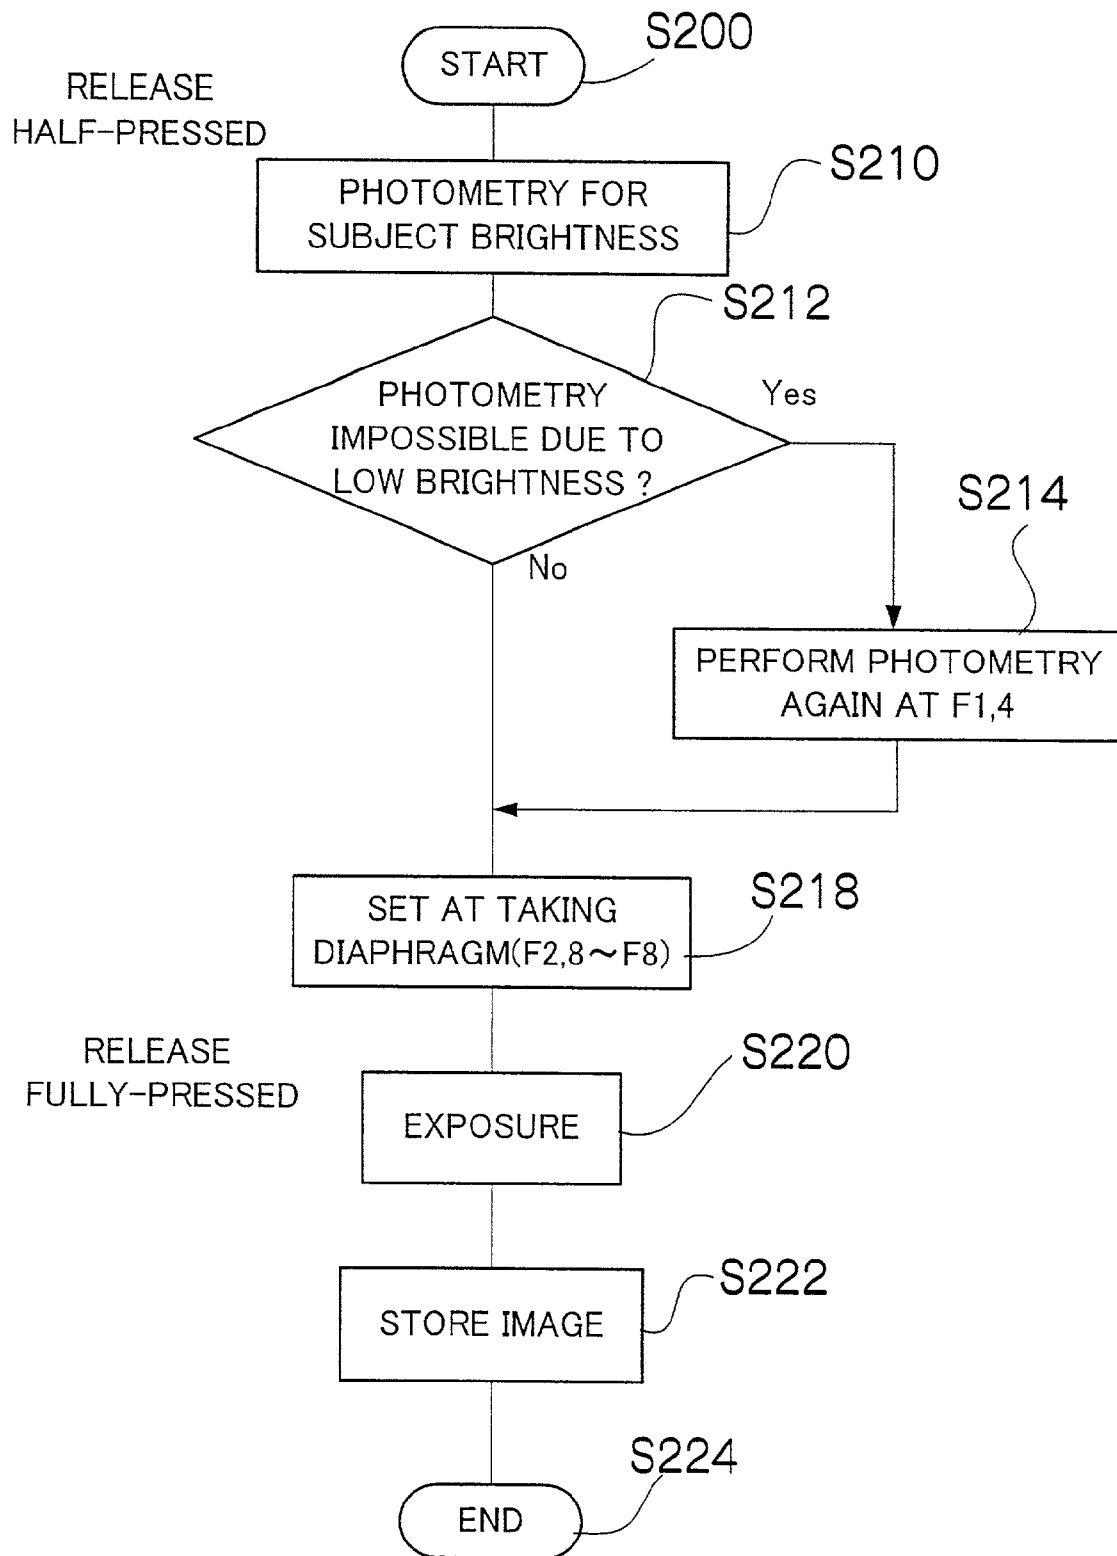 S200
START
RELEASE
HALF-PRESSED
S210
PHOTOMETRY FOR
SUBJECT BRIGHTNESS
S212
PHOTOMETRY
IMPOSSIBLE DUE TO
LOW BRIGHTNESS ?
Yes
No
S214
PERFORM PHOTOMETRY
AGAIN AT F1,4
S218
SET AT TAKING
DIAPHRAGM(F2,8～F8)
RELEASE
FULLY-PRESSED
S220
EXPOSURE
S222
STORE IMAGE
S224
END